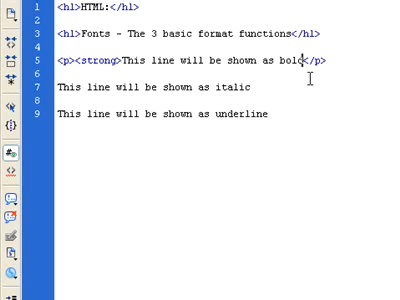 1 <h1>HTML:</h1>
2
3 <h1>Fonts - The 3 basic format functions</h1>
4
5 <p><strong>This line will be shown as bold</p>
6
7 This line will be shown as italic
8
9 This line will be shown as underline